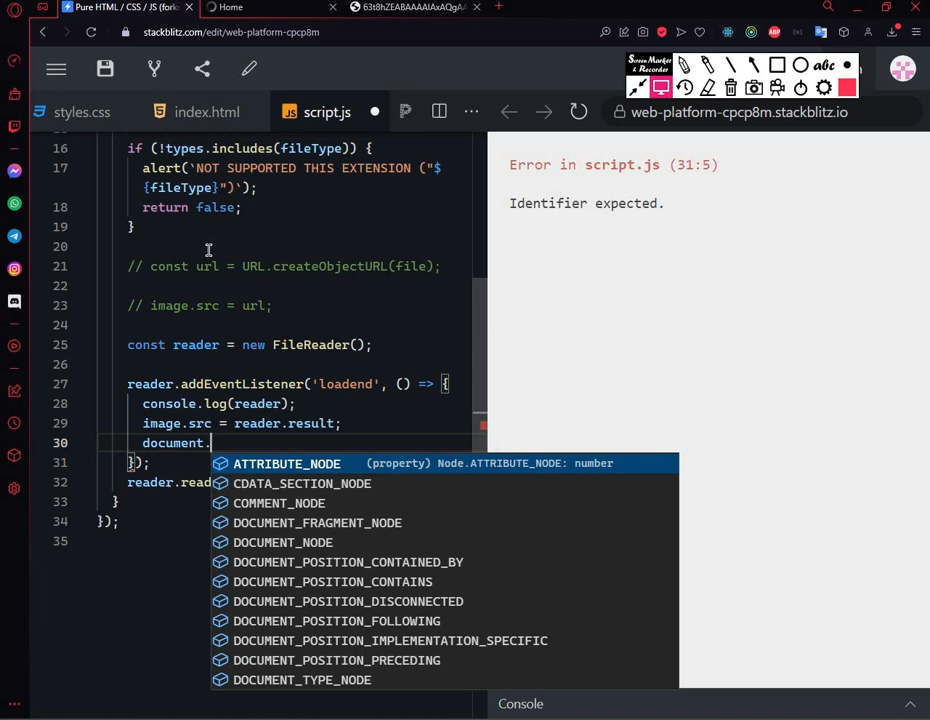 Pure HTML / CSS / JS (fork
Home
63t8hZEABAAAAIAxAQgAA
stackblitz.com/edit/web-platform-cpcp8m
ABP
Screen Marker
& Recorder
abc
styles.css
index.html
script.js
web-platform-cpcp8m.stackblitz.io
16 if (!types.includes(fileType)) {
17 alert(`NOT SUPPORTED THIS EXTENSION ("$
{fileType}")`);
18 return false;
19 }
20
21 // const url = URL.createObjectURL(file);
22
23 // image.src = url;
24
25 const reader = new FileReader();
26
27 reader.addEventListener('loadend', () => {
28 console.log(reader);
29 image.src = reader.result;
30 document.
31 });
32 reader.read
33 }
34 });
35
ATTRIBUTE_NODE (property) Node.ATTRIBUTE_NODE: number
CDATA_SECTION_NODE
COMMENT_NODE
DOCUMENT_FRAGMENT_NODE
DOCUMENT_NODE
DOCUMENT_POSITION_CONTAINED_BY
DOCUMENT_POSITION_CONTAINS
DOCUMENT_POSITION_DISCONNECTED
DOCUMENT_POSITION_FOLLOWING
DOCUMENT_POSITION_IMPLEMENTATION_SPECIFIC
DOCUMENT_POSITION_PRECEDING
DOCUMENT_TYPE_NODE
Error in script.js (31:5)
Identifier expected.
Console